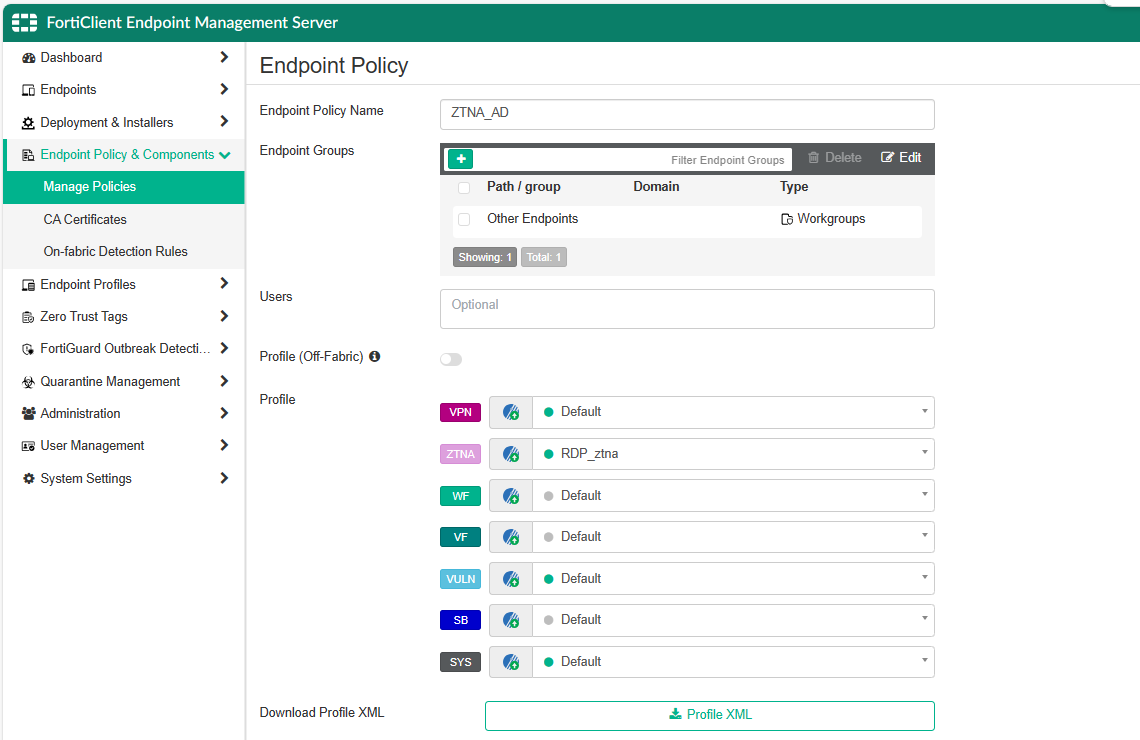 FortiClient Endpoint Management Server
Dashboard
Endpoints
Deployment & Installers
Endpoint Policy & Components
Manage Policies
CA Certificates
On-fabric Detection Rules
Endpoint Profiles
Zero Trust Tags
FortiGuard Outbreak Detecti...
Quarantine Management
Administration
User Management
System Settings
Endpoint Policy
Endpoint Policy Name
ZTNA_AD
Endpoint Groups
Filter Endpoint Groups Delete Edit
Path / group Domain Type
Other Endpoints Workgroups
Showing: 1 Total: 1
Users
Optional
Profile (Off-Fabric)
Profile
VPN Default
ZTNA RDP_ztna
WF Default
VF Default
VULN Default
SB Default
SYS Default
Download Profile XML
Profile XML